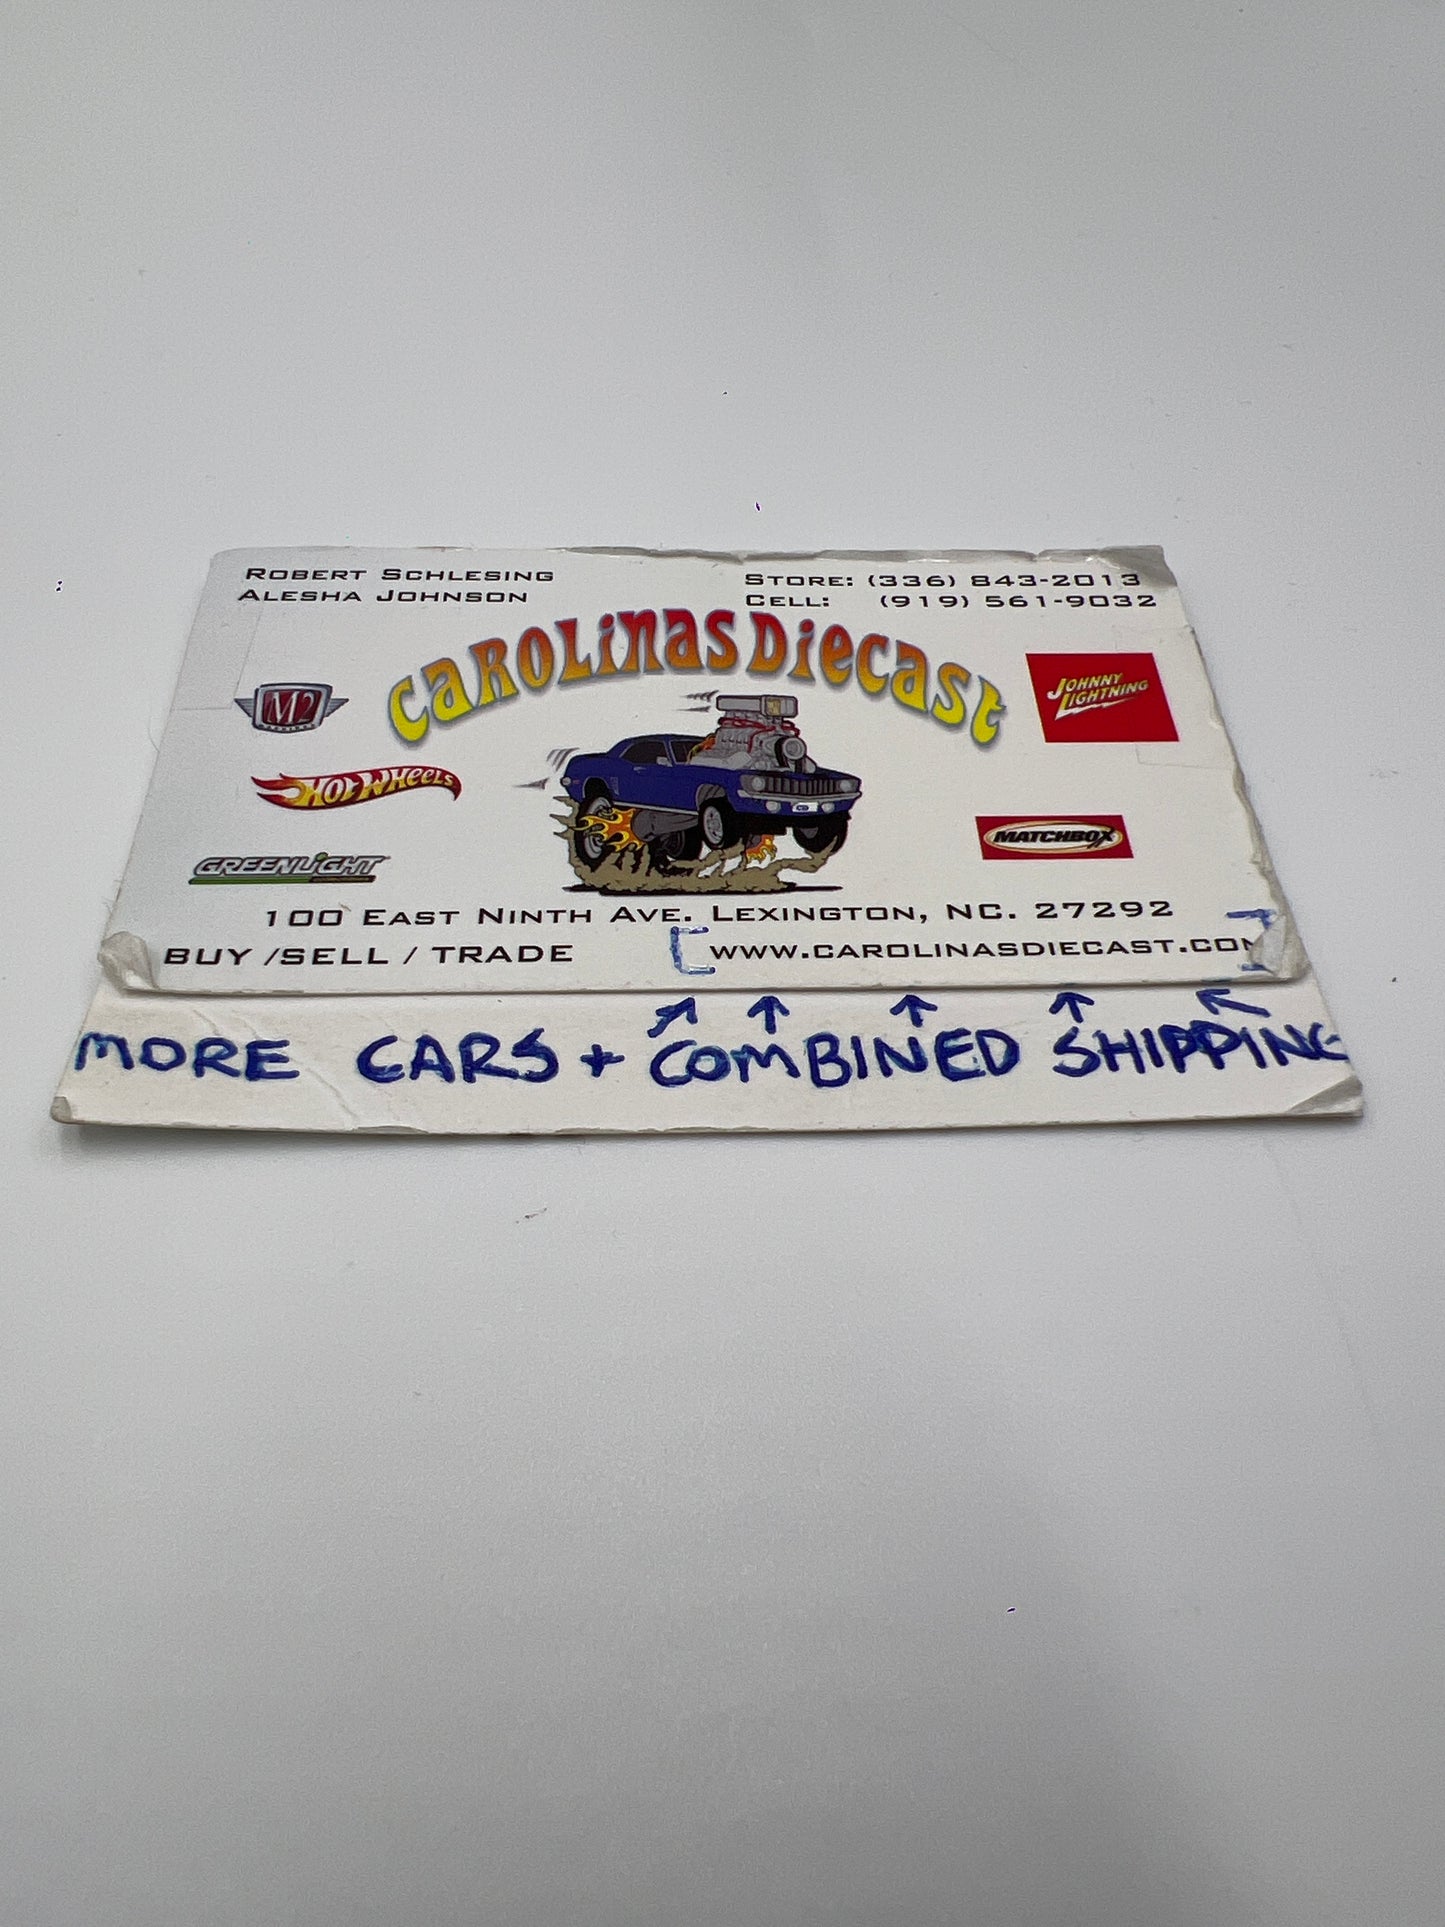 ROBERT SCHLESING
ALESHA JOHNSON
STORE: (336) 843-2013
CELL: (919) 561-9032
CAROLINAS DIECAST
M2
JOHNNY LIGHTNING
HOT WHEELS
MATCHBOX
GREENLIGHT
100 EAST NINTH AVE. LEXINGTON, NC. 27292
BUY /SELL / TRADE
WWW.CAROLINASDIECAST.COM
MORE CARS + COMBINED SHIPPING